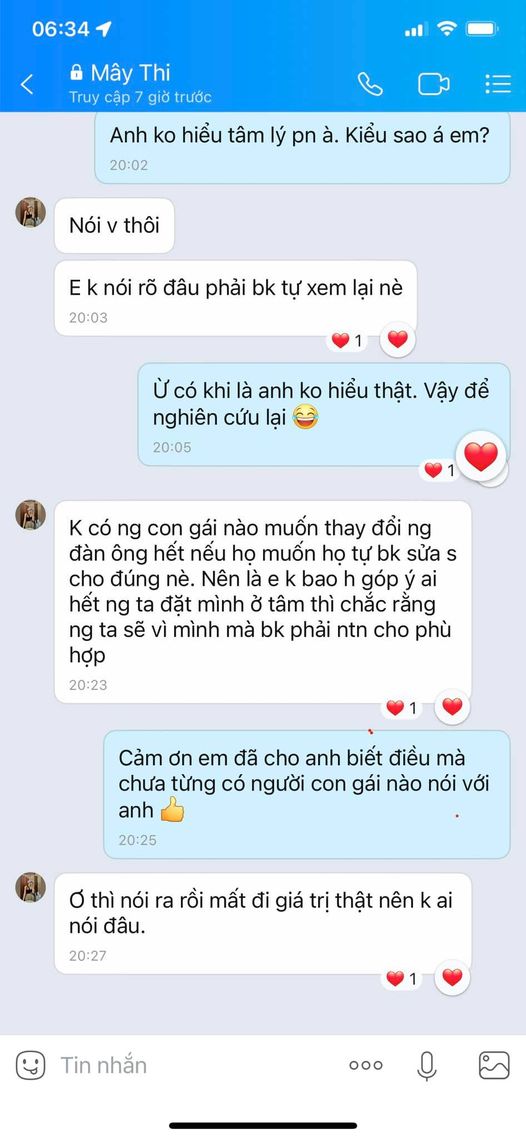 06:34
Mây Thi
Truy cập 7 giờ trước
Anh ko hiểu tâm lý pn à. Kiểu sao á em?
20:02
Nói v thôi
E k nói rõ đâu phải bk tự xem lại nè
20:03
1
Ừ có khi là anh ko hiểu thật. Vậy để
nghiên cứu lại 😂
20:05
1
K có ng con gái nào muốn thay đổi ng
đàn ông hết nếu họ muốn họ tự bk sửa s
cho đúng nè. Nên là e k bao h góp ý ai
hết ng ta đặt mình ở tâm thì chắc rằng
ng ta sẽ vì mình mà bk phải ntn cho phù
hợp
20:23
1
Cảm ơn em đã cho anh biết điều mà
chưa từng có người con gái nào nói với
anh 👍
20:25
Ơ thì nói ra rồi mất đi giá trị thật nên k ai
nói đâu.
20:27
1
Tin nhắn